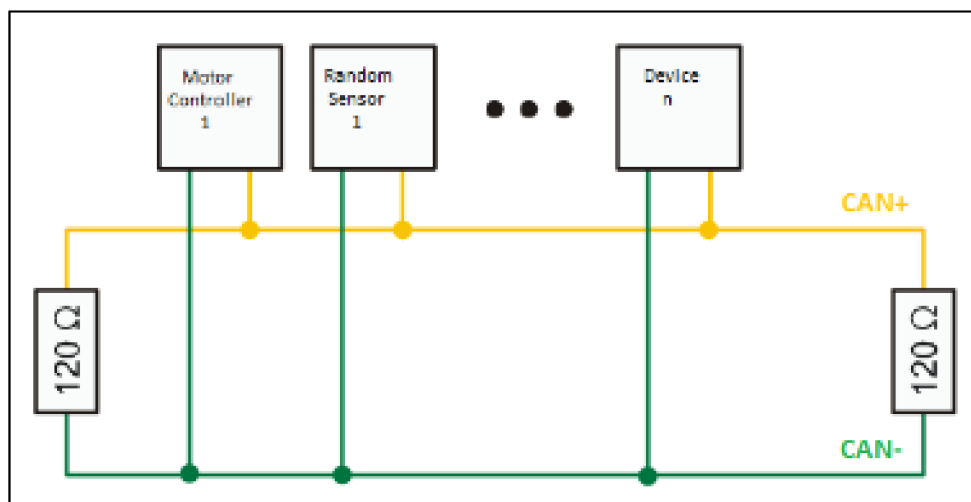 Motor
Controller
1
Random
Sensor
1
Device
n
CAN+
120 Ω
120 Ω
CAN-